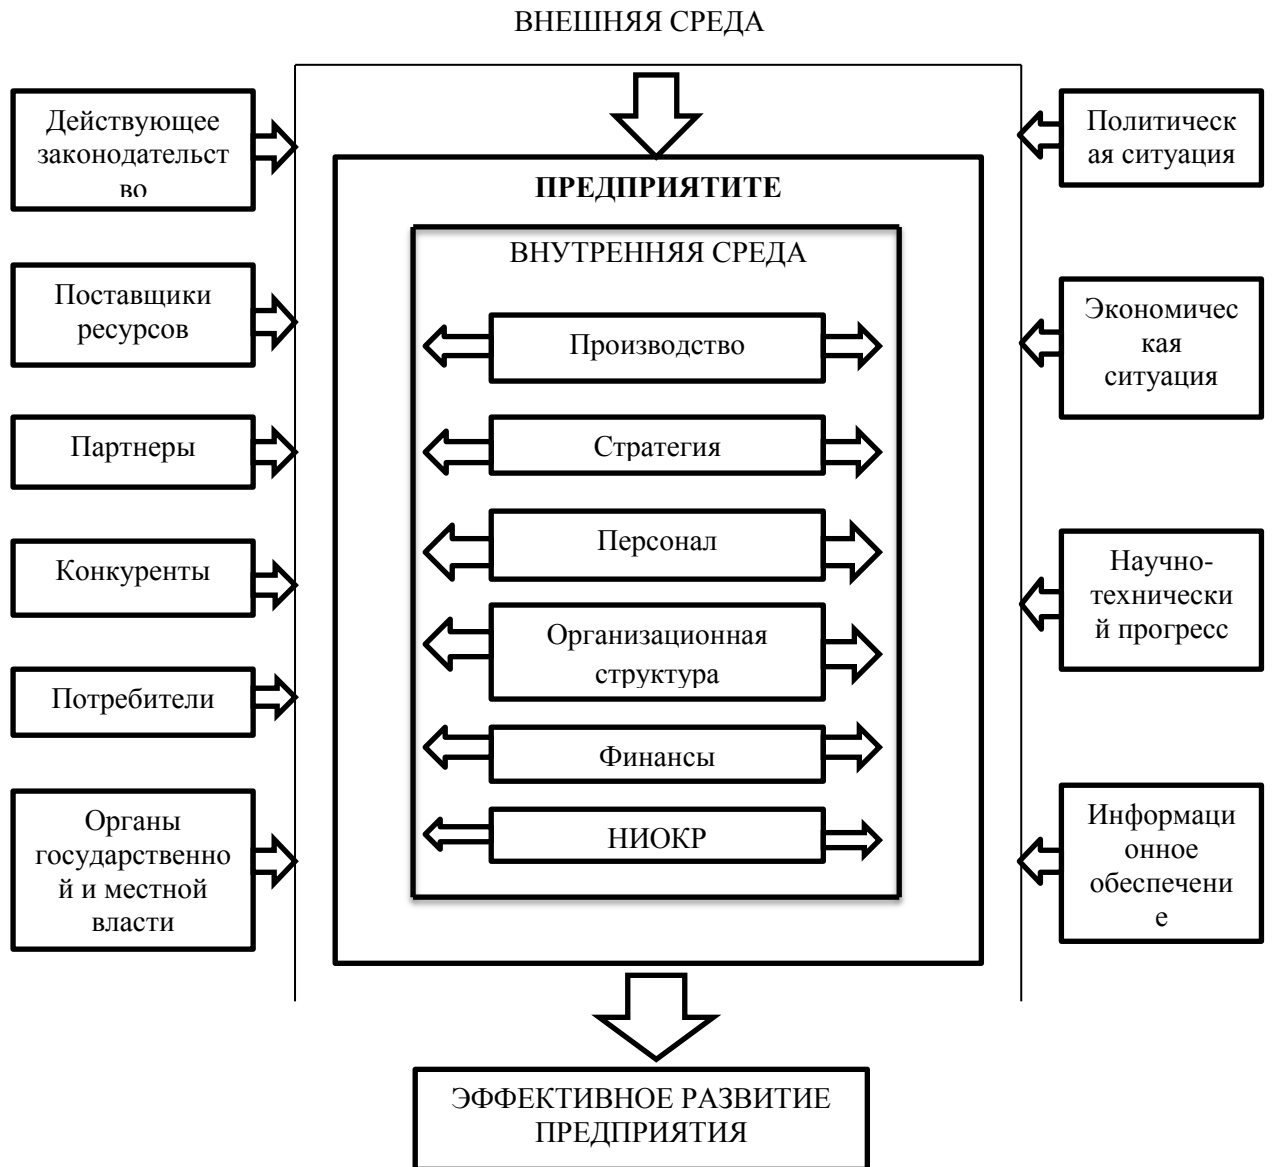 ВНЕШНЯЯ СРЕДА
Действующее
законодательст
во
Поставщики
ресурсов
Партнеры
Конкуренты
Потребители
Органы
государственно
й и местной
власти
ПРЕДПРИЯТИТЕ
ВНУТРЕННЯЯ СРЕДА
Производство
Стратегия
Персонал
Организационная
структура
Финансы
НИОКР
Политическ
ая ситуация
Экономичес
кая
ситуация
Научно-
технически
й прогресс
Информаци
онное
обеспечени
е
ЭФФЕКТИВНОЕ РАЗВИТИЕ
ПРЕДПРИЯТИЯ